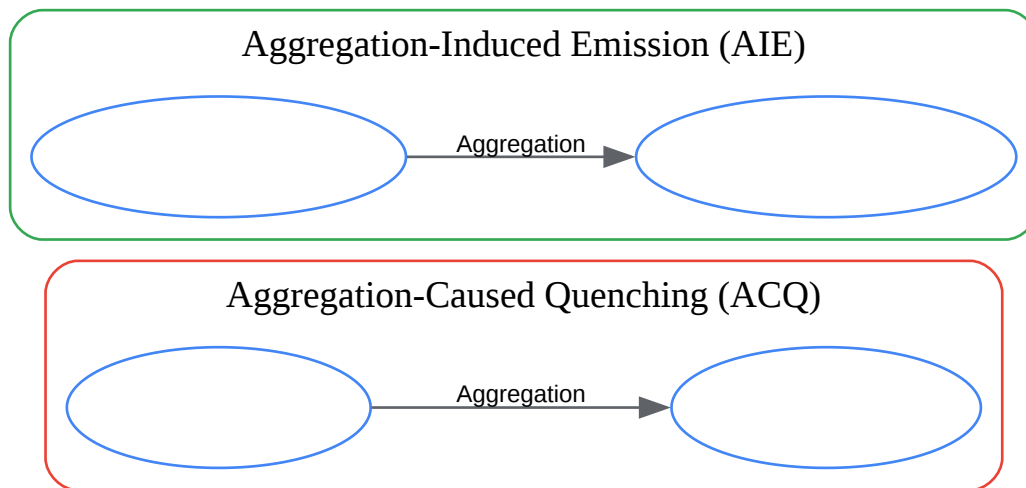 Aggregation-Induced Emission (AIE)
Aggregation
Aggregation-Caused Quenching (ACQ)
Aggregation